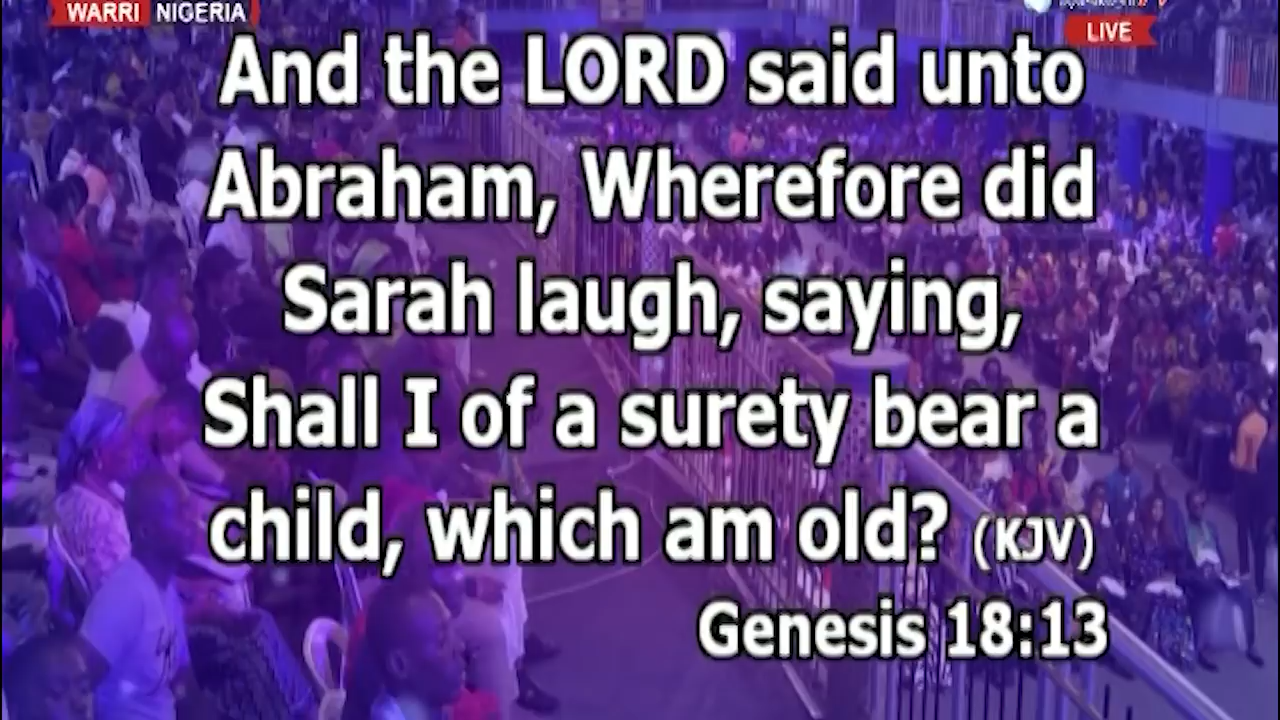 WARRI NIGERIA
LIVE
And the LORD said unto
Abraham, Wherefore did
Sarah laugh, saying,
Shall I of a surety bear a
child, which am old? (KJV)
Genesis 18:13